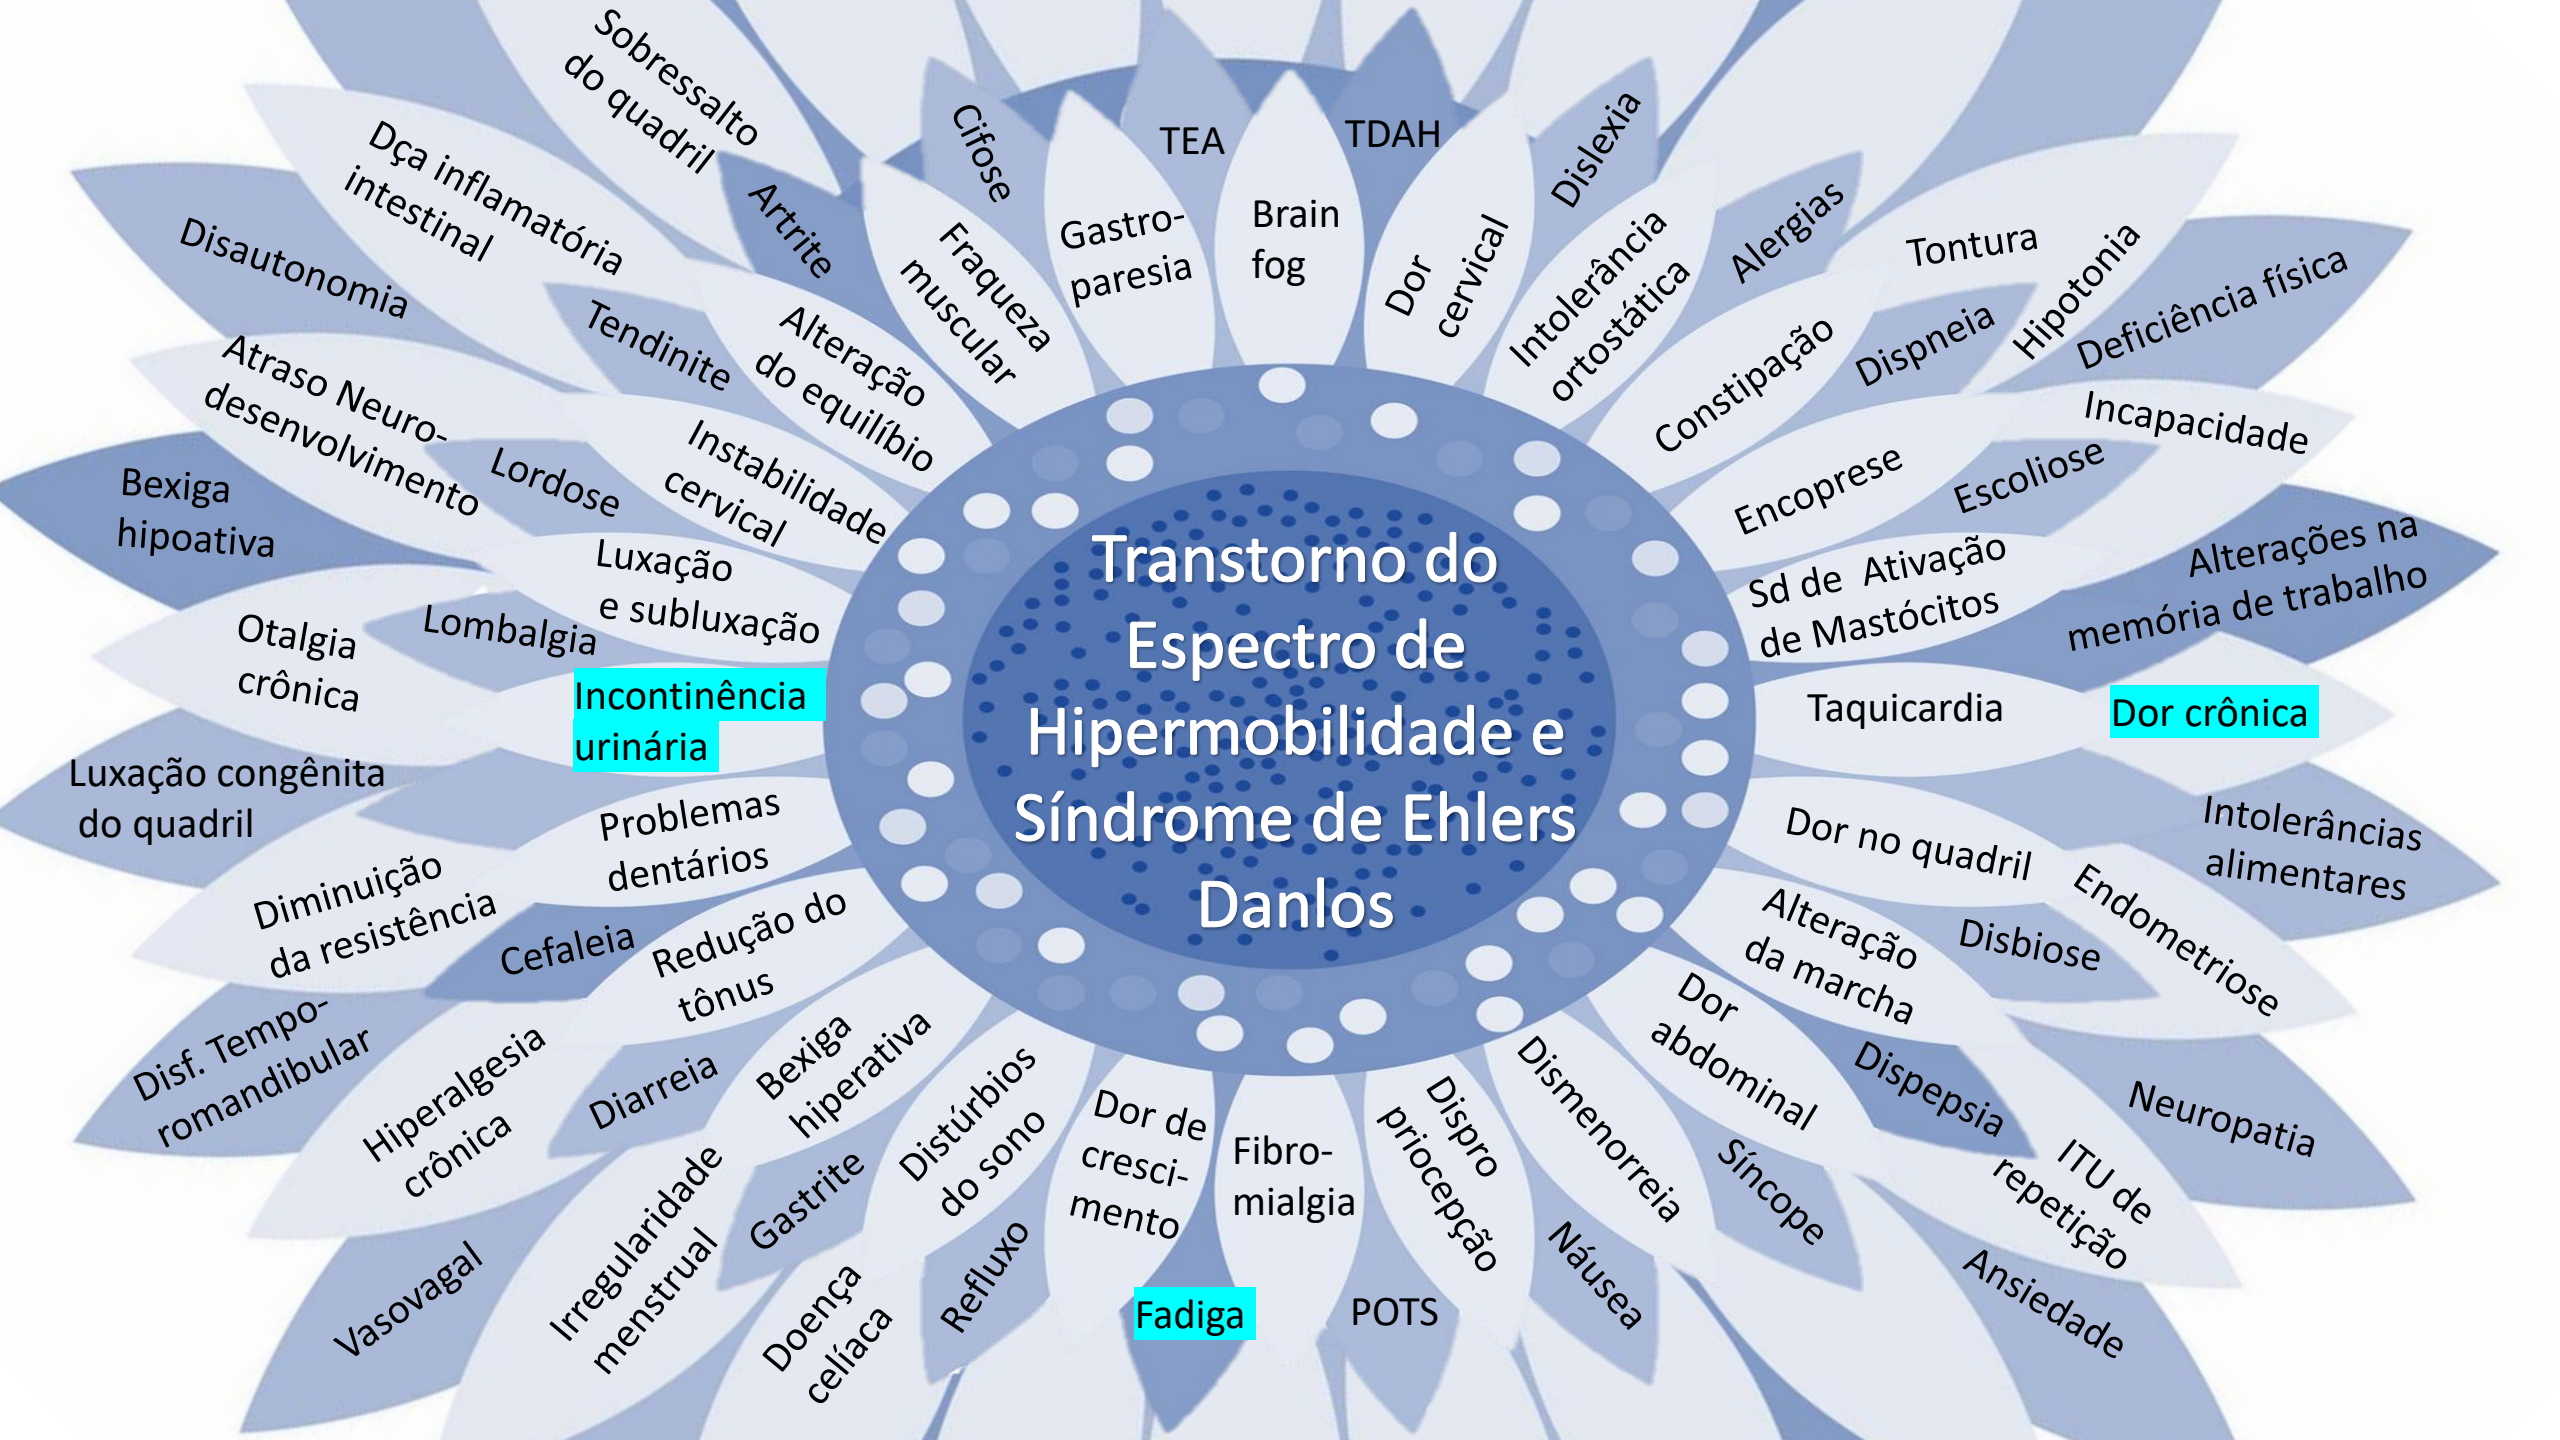 Sobressalto
do quadril
Dça inflamatória
intestinal
Disautonomia
Artrite
Cifose
TEA
TDAH
Dislexia
Alergias
Tontura
Hipotonia
Deficiência física
Fraqueza
muscular
Gastro-
paresia
Brain
fog
Dor
cervical
Intolerância
ortostática
Constipação
Dispneia
Tendinite
Alteração
do equilíbio
Atraso Neuro-
desenvolvimento
Lordose
Instabilidade
cervical
Incapacidade
Escoliose
Encoprese
Bexiga
hipoativa
Luxação
e subluxação
Sd de  Ativação
de Mastócitos
Alterações na
memória de trabalho
Otalgia
crônica
Lombalgia
Incontinência
urinária
Transtorno do
Espectro de
Hipermobilidade e
Síndrome de Ehlers
Danlos
Taquicardia
Dor crônica
Luxação congênita
do quadril
Problemas
dentários
Dor no quadril
Intolerâncias
alimentares
Endometriose
Diminuição
da resistência
Cefaleia
Redução do
tônus
Alteração
da marcha
Disbiose
Disf. Tempo-
romandibular
Hiperalgesia
crônica
Diarreia
Bexiga
hiperativa
Distúrbios
do sono
Dor de
cresci-
mento
Fibro-
mialgia
Dispro
priocepção
Dismenorreia
Dor
abdominal
Dispepsia
Neuropatia
ITU de
repetição
Síncope
Vasovagal
Irregularidade
menstrual
Gastrite
Doença
celíaca
Refluxo
Fadiga
POTS
Náusea
Ansiedade